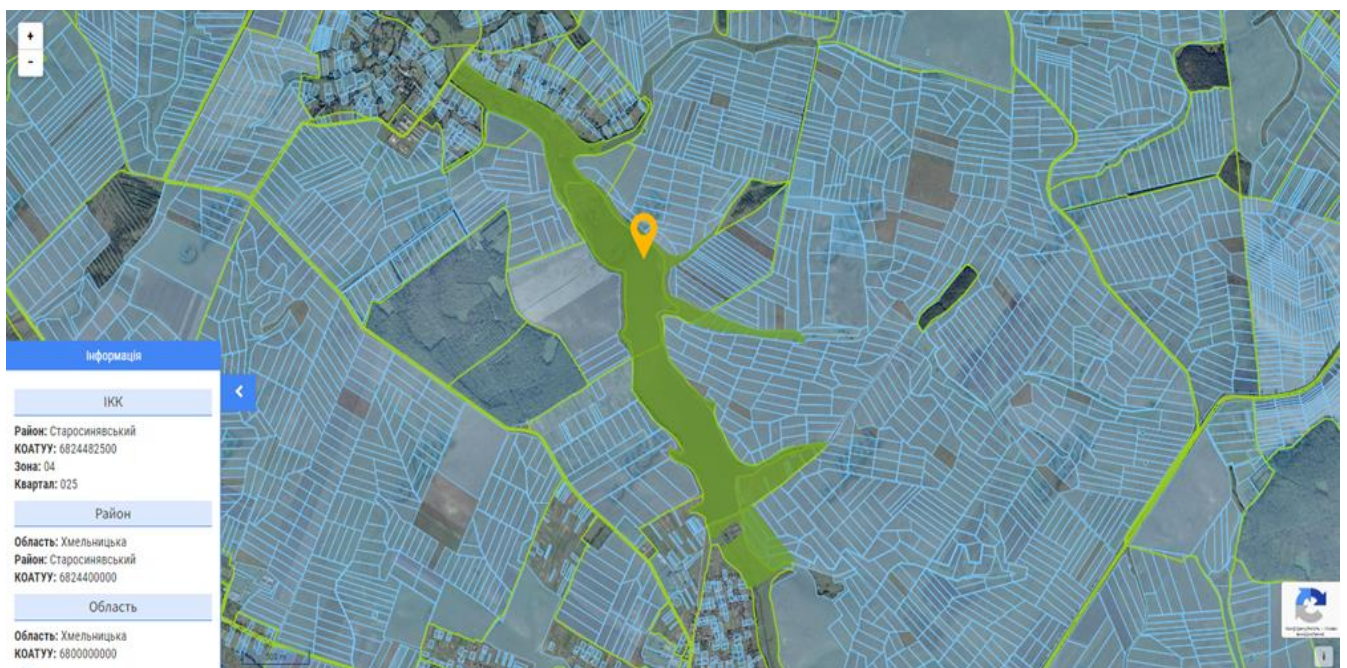 +
-
Інформація
ІКК
Район: Старосинявський
КОАТУУ: 6824482500
Зона: 04
Квартал: 025
Район
Область: Хмельницька
Район: Старосинявський
КОАТУУ: 6824400000
Область
Область: Хмельницька
КОАТУУ: 6800000000
500 m
i